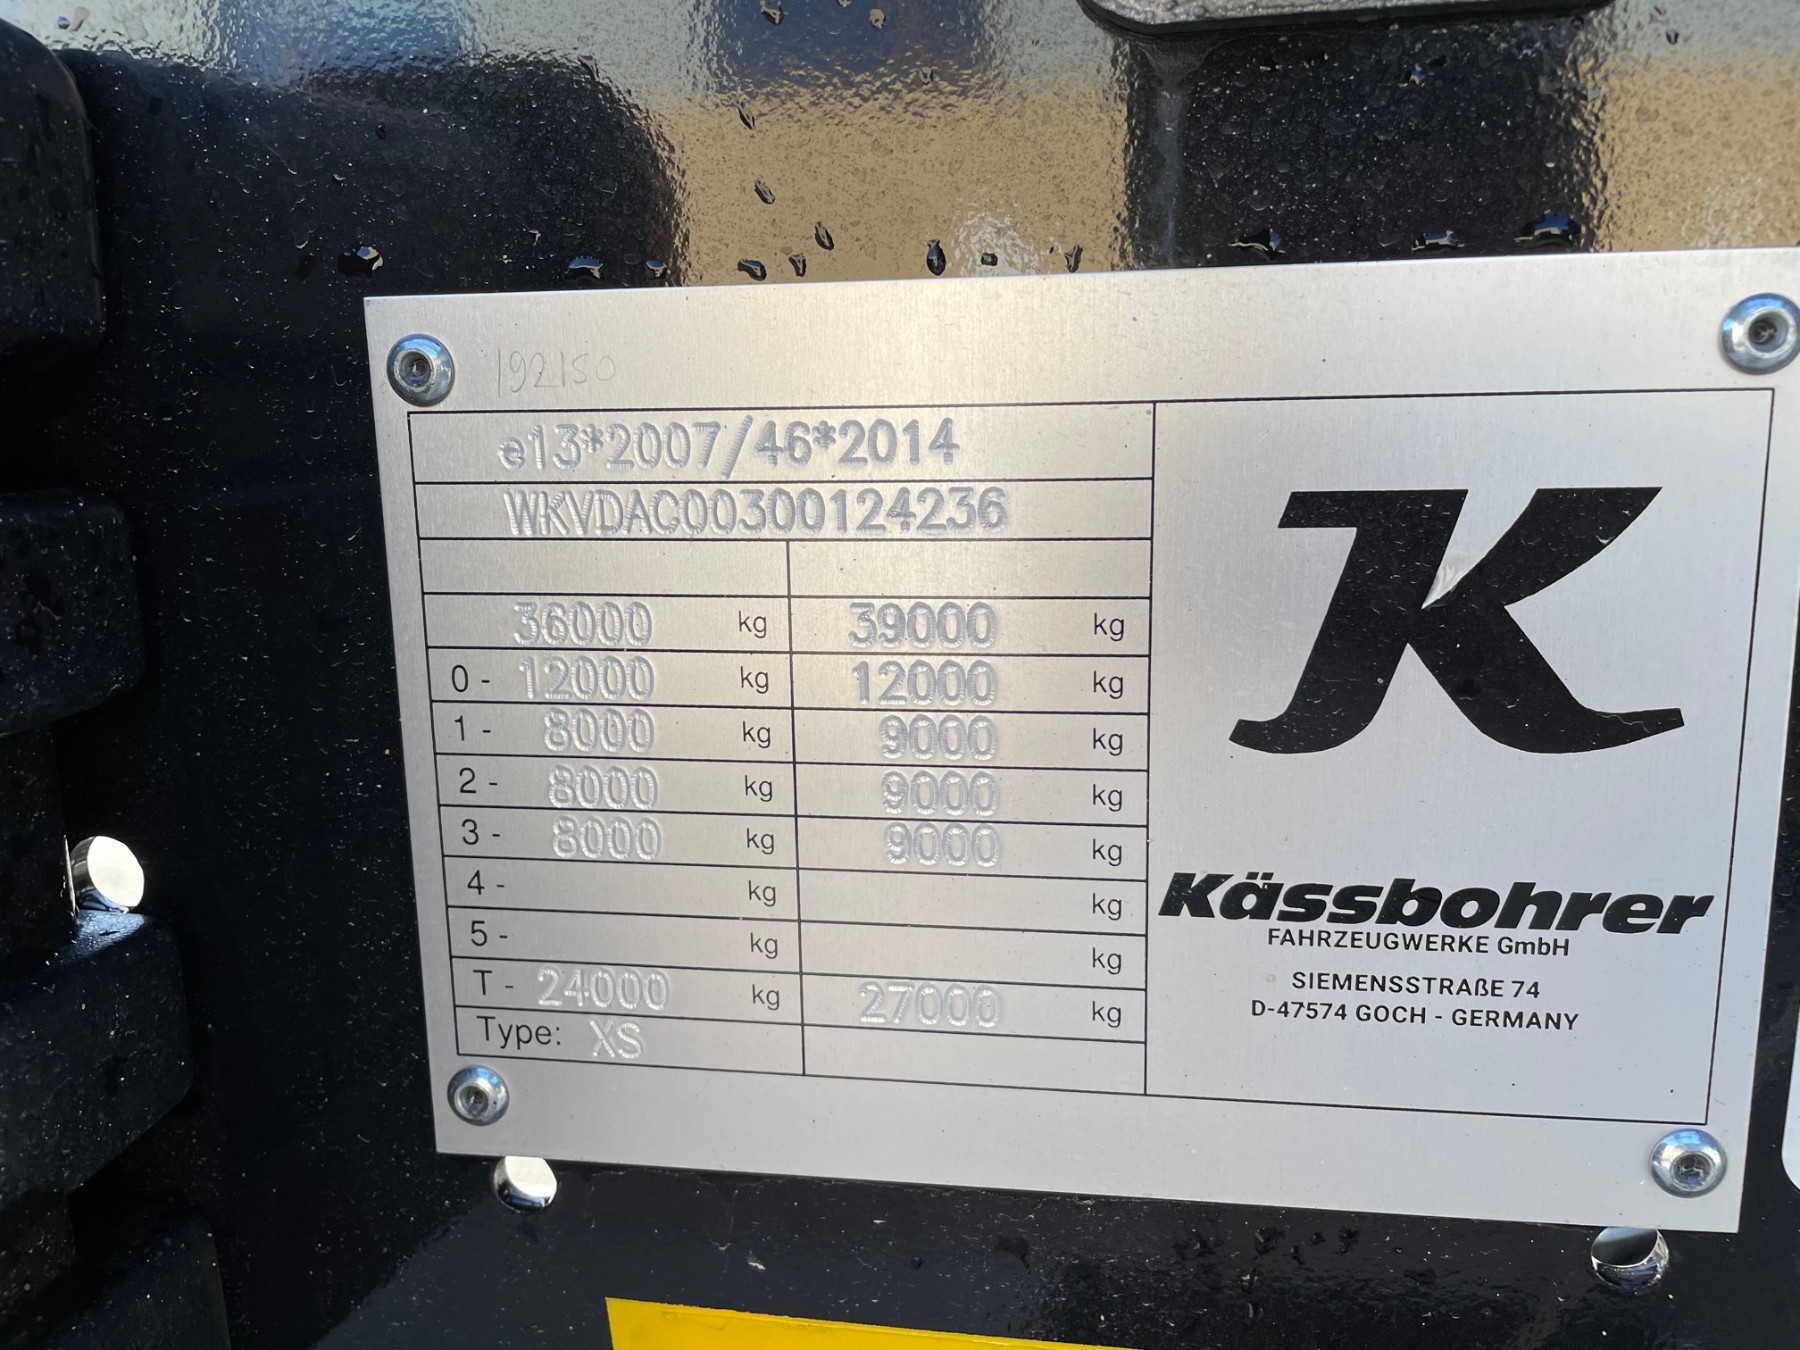 192150
e13*2007/46*2014
WKVDAC00300124236
36000 kg 39000 kg
0 - 12000 kg 12000 kg
1 - 8000 kg 9000 kg
2 - 8000 kg 9000 kg
3 - 8000 kg 9000 kg
4 - kg kg
5 - kg kg
T - 24000 kg 27000 kg
Type: XS
K
Kässbohrer
FAHRZEUGWERKE GmbH
SIEMENSSTRAßE 74
D-47574 GOCH - GERMANY